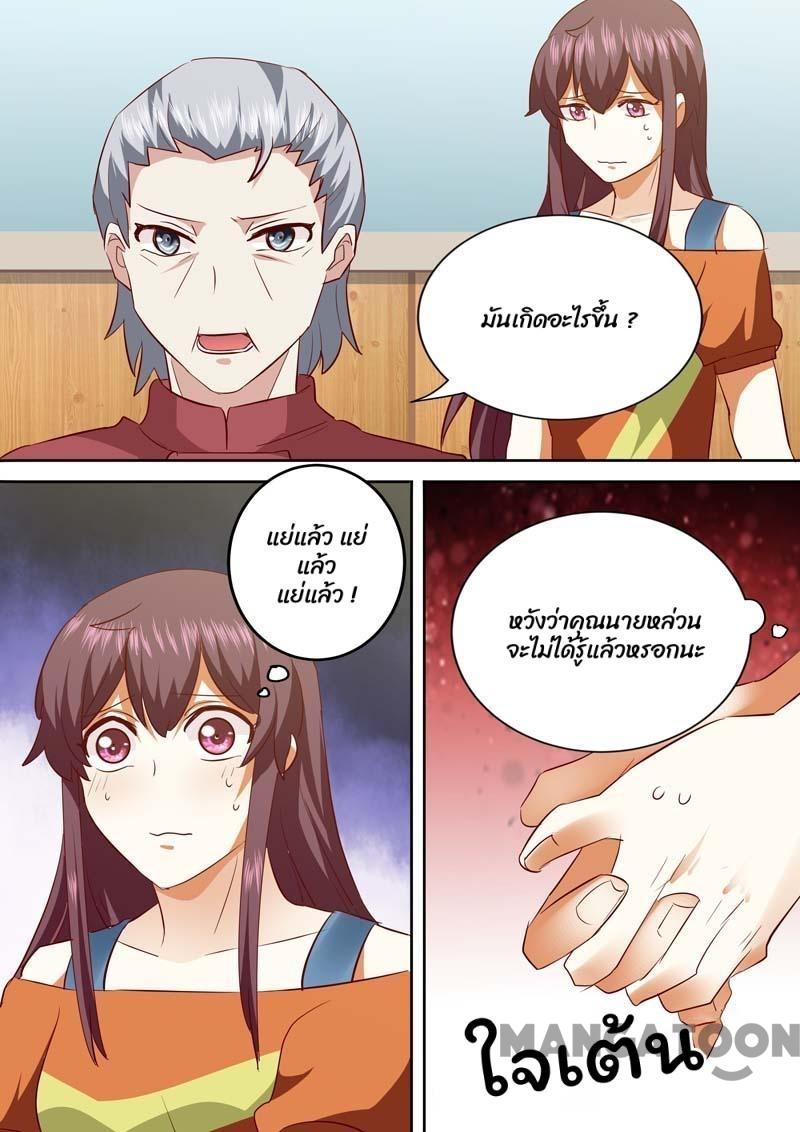 มันเกิดอะไรขึ้น ?
แย่แล้ว แย่
แล้ว
แย่แล้ว !
หวังว่าคุณนายหล่วน
จะไม่ได้รู้แล้วหรอกนะ
ใจเต้น
MANGATOON